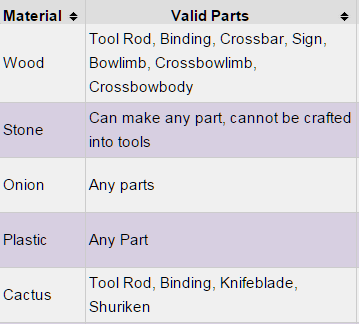 Material Valid Parts
Wood Tool Rod, Binding, Crossbar, Sign,
Bowlimb, Crossbowlimb,
Crossbowbody
Stone Can make any part, cannot be crafted
into tools
Onion Any parts
Plastic Any Part
Cactus Tool Rod, Binding, Knifeblade,
Shuriken